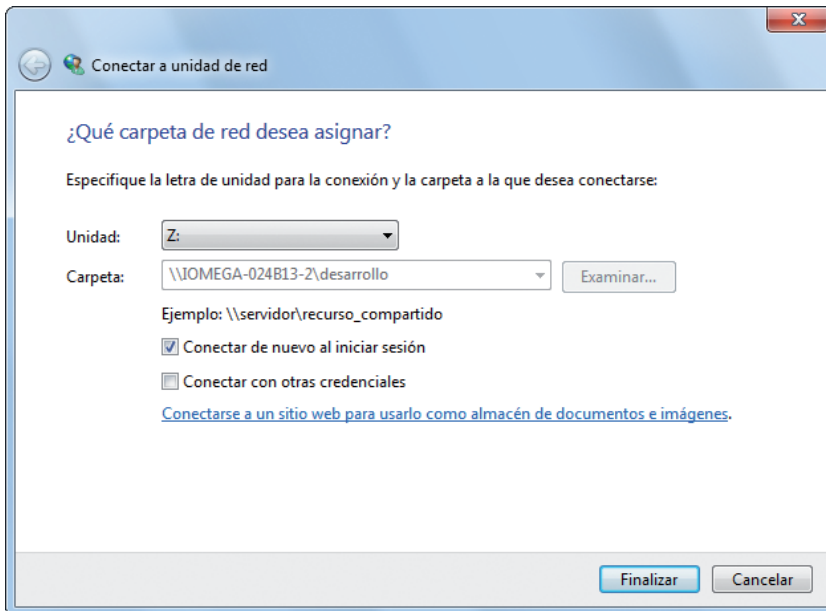 Conectar a unidad de red
¿Qué carpeta de red desea asignar?
Especifique la letra de unidad para la conexión y la carpeta a la que desea conectarse:
Unidad: Z:
Carpeta: \\IOMEGA-024B13-2\desarrollo Examinar...
Ejemplo: \\servidor\recurso_compartido
Conectar de nuevo al iniciar sesión
Conectar con otras credenciales
Conectarse a un sitio web para usarlo como almacén de documentos e imágenes.
Finalizar Cancelar